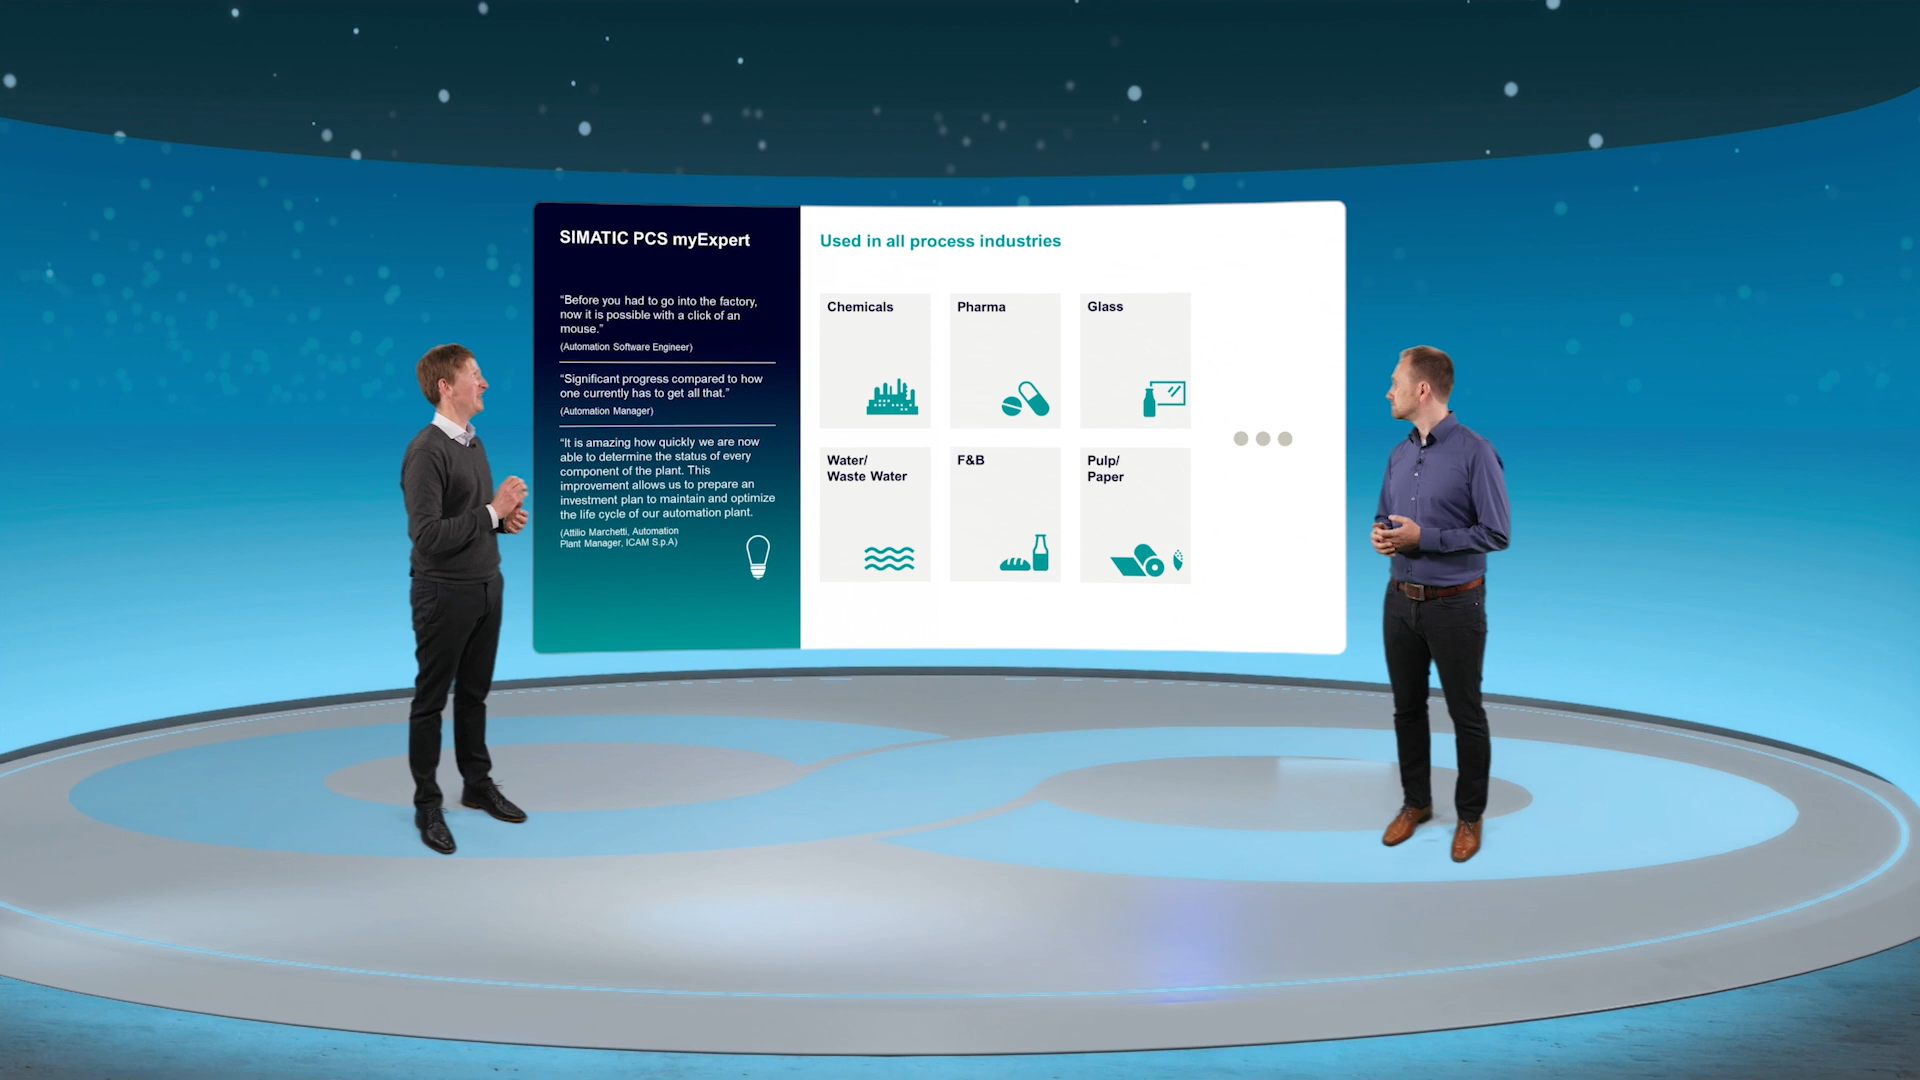 SIMATIC PCS myExpert
“Before you had to go into the factory,
now it is possible with a click of an
mouse.”
(Automation Software Engineer)
“Significant progress compared to how
one currently has to get all that.”
(Automation Manager)
“It is amazing how quickly we are now
able to determine the status of every
component of the plant. This
improvement allows us to prepare an
investment plan to maintain and optimize
the life cycle of our automation plant.
(Attilio Marchetti, Automation
Plant Manager, ICAM S.p.A)
Used in all process industries
Chemicals
Pharma
Glass
Water/
Waste Water
F&B
Pulp/
Paper